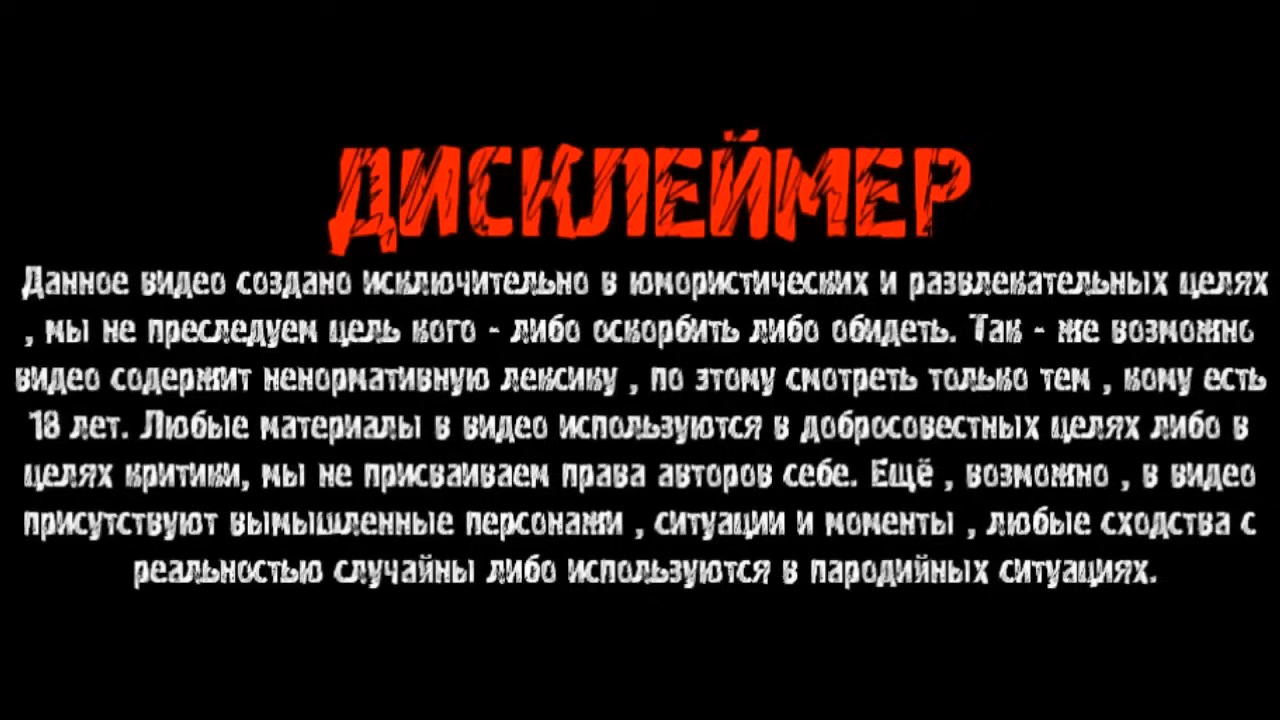 ДИСКЛЕЙМЕР
Данное видео создано исключительно в юмористических и развлекательных целях
, мы не преследуем цель кого - либо оскорбить либо обидеть. Так - же возможно
видео содержит ненормативную лексику , по этому смотреть только тем , кому есть
18 лет. Любые материалы в видео используются в добросовестных целях либо в
целях критики, мы не присваиваем права авторов себе. Ещё , возможно , в видео
присутствуют вымышленные персонажи , ситуации и моменты , любые сходства с
реальностью случайны либо используются в пародийных ситуациях.